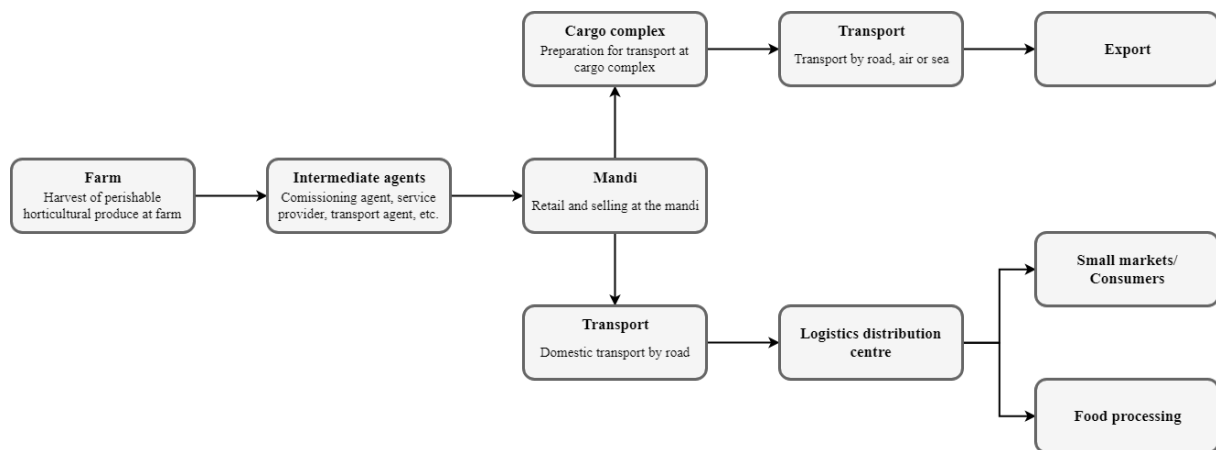 Cargo complex
Preparation for transport at
cargo complex
Transport
Transport by road, air or sea
Export
Farm
Harvest of perishable
horticultural produce at farm
Intermediate agents
Comissioning agent, service
provider, transport agent, etc.
Mandi
Retail and selling at the mandi
Small markets/
Consumers
Transport
Domestic transport by road
Logistics distribution
centre
Food processing